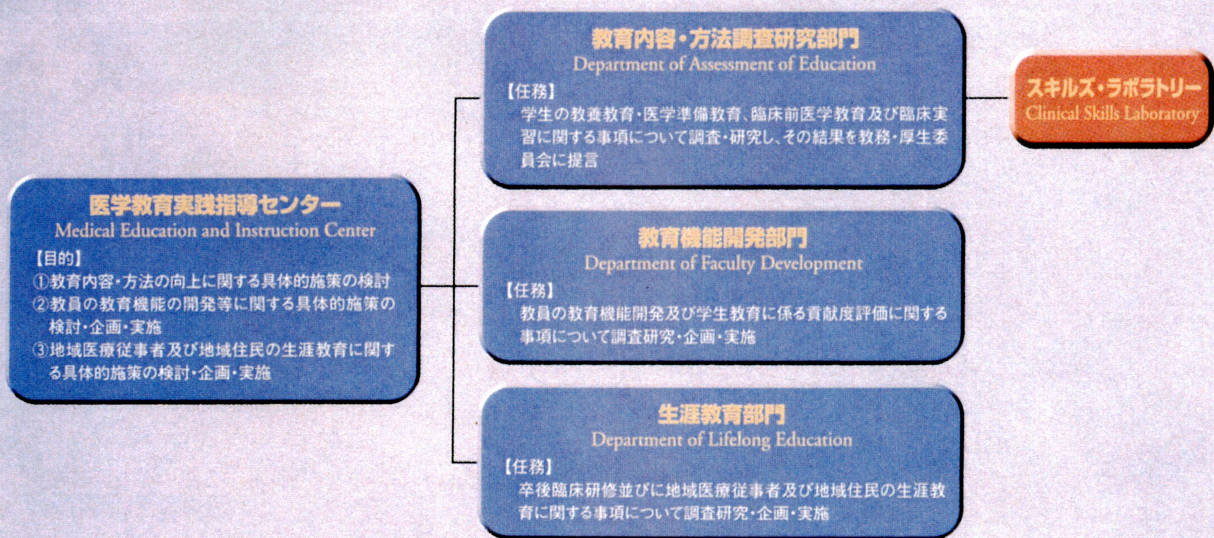 医学教育実践指導センター
Medical Education and Instruction Center
【目的】
①教育内容・方法の向上に関する具体的施策の検討
②教員の教育機能の開発等に関する具体的施策の
検討・企画・実施
③地域医療従事者及び地域住民の生涯教育に関す
る具体的施策の検討・企画・実施
教育内容・方法調査研究部門
Department of Assessment of Education
【任務】
学生の教養教育・医学準備教育、臨床前医学教育及び臨床実
習に関する事項について調査・研究し、その結果を教務・厚生委
員会に提言
スキルズ・ラボラトリー
Clinical Skills Laboratory
教育機能開発部門
Department of Faculty Development
【任務】
教員の教育機能開発及び学生教育に係る貢献度評価に関する
事項について調査研究・企画・実施
生涯教育部門
Department of Lifelong Education
【任務】
卒後臨床研修並びに地域医療従事者及び地域住民の生涯教
育に関する事項について調査研究・企画・実施